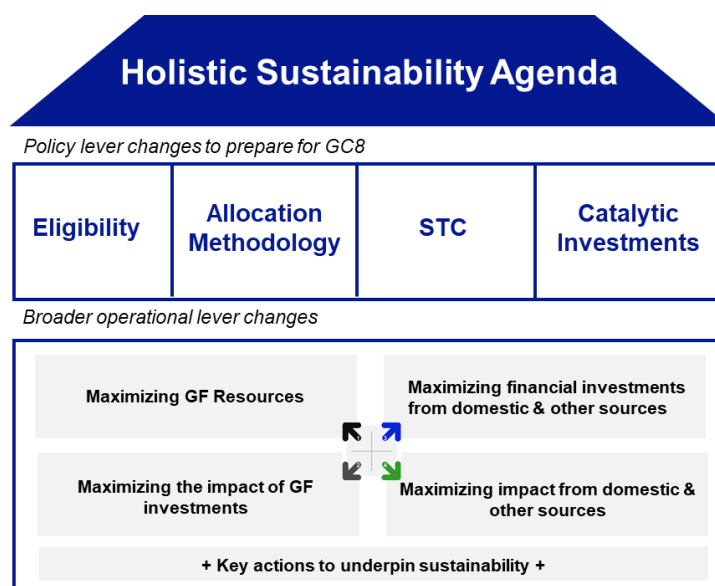 Holistic Sustainability Agenda
Policy lever changes to prepare for GC8
Eligibility
Allocation
Methodology
STC
Catalytic
Investments
Broader operational lever changes
Maximizing GF Resources
Maximizing financial investments
from domestic & other sources
Maximizing the impact of GF
investments
Maximizing impact from domestic &
other sources
+ Key actions to underpin sustainability +